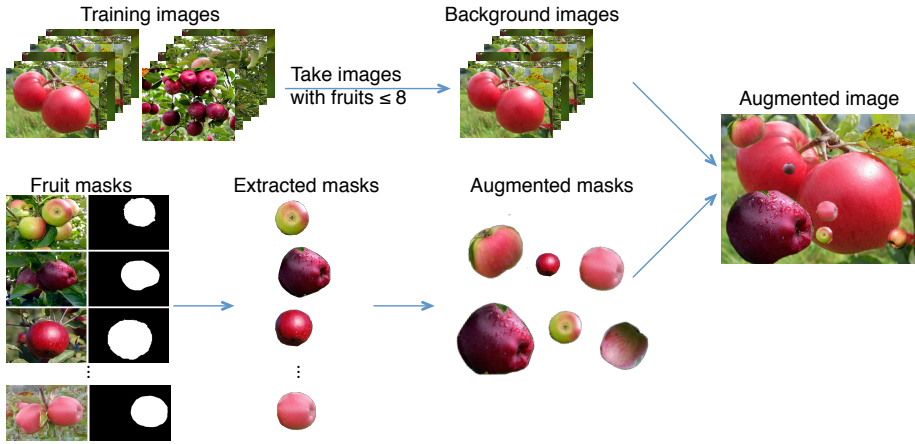 Training images
Background images
Take images
with fruits ≤ 8
Augmented image
Fruit masks
Extracted masks
Augmented masks
...
...